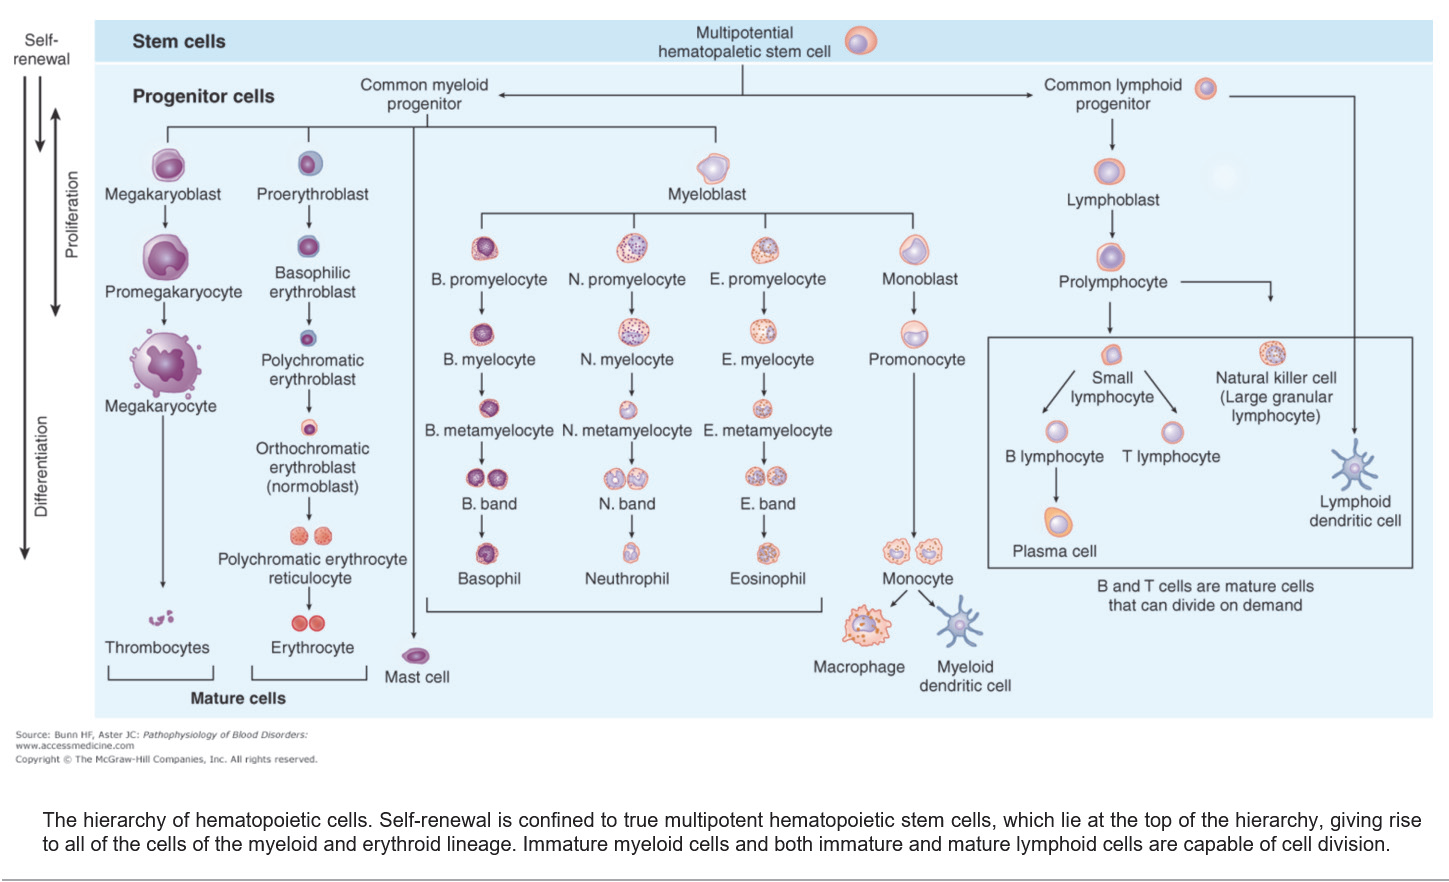 Self-
renewal
Stem cells
Multipotential
hematopaletic stem cell
Progenitor cells
Common myeloid
progenitor
Common lymphoid
progenitor
Proliferation
Differentiation
Megakaryoblast
Proerythroblast
Myeloblast
Lymphoblast
Promegakaryocyte
Basophilic
erythroblast
B. promyelocyte
N. promyelocyte
E. promyelocyte
Monoblast
Prolymphocyte
Megakaryocyte
Polychromatic
erythroblast
B. myelocyte
N. myelocyte
E. myelocyte
Promonocyte
Small
lymphocyte
Natural killer cell
(Large granular
lymphocyte)
Orthochromatic
erythroblast
(normoblast)
B. metamyelocyte
N. metamyelocyte
E. metamyelocyte
B lymphocyte
T lymphocyte
B. band
N. band
E. band
Lymphoid
dendritic cell
Polychromatic erythrocyte
reticulocyte
Basophil
Neuthrophil
Eosinophil
Monocyte
Plasma cell
B and T cells are mature cells
that can divide on demand
Thrombocytes
Erythrocyte
Mast cell
Macrophage
Myeloid
dendritic cell
Mature cells
Source: Bunn HF, Aster JC: Pathophysiology of Blood Disorders:
www.accessmedicine.com
Copyright © The McGraw-Hill Companies, Inc. All rights reserved.
The hierarchy of hematopoietic cells. Self-renewal is confined to true multipotent hematopoietic stem cells, which lie at the top of the hierarchy, giving rise
to all of the cells of the myeloid and erythroid lineage. Immature myeloid cells and both immature and mature lymphoid cells are capable of cell division.